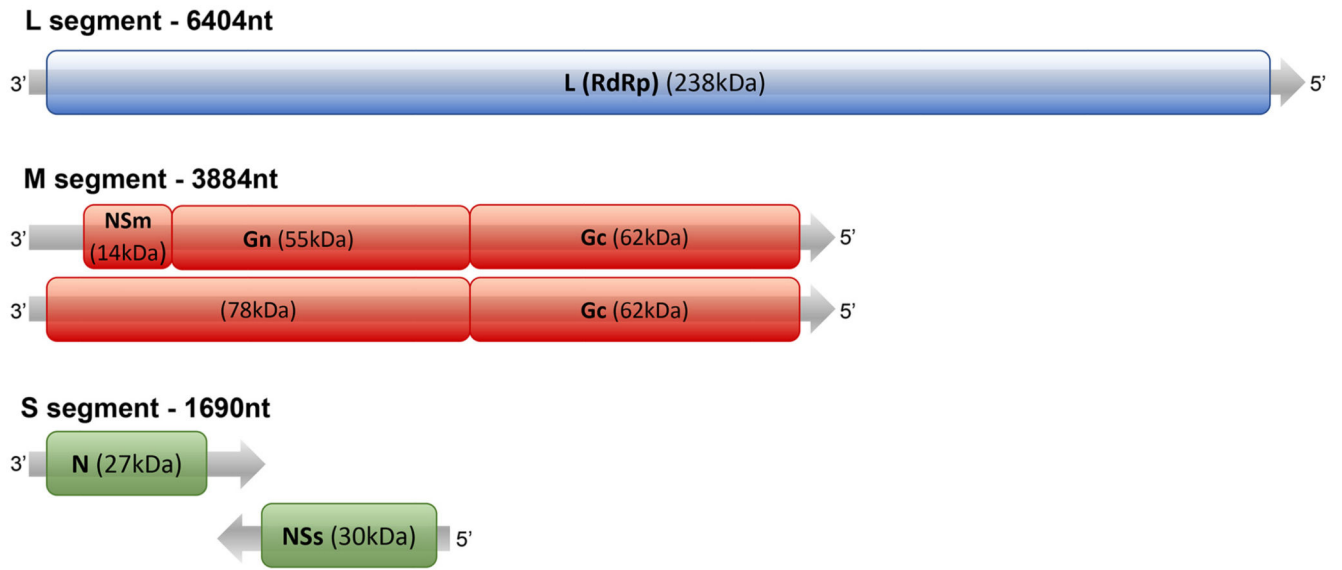 L segment - 6404nt
3’ L (RdRp) (238kDa) 5’
M segment - 3884nt
3’ NSm (14kDa) Gn (55kDa) Gc (62kDa) 5’
3’ (78kDa) Gc (62kDa) 5’
S segment - 1690nt
3’ N (27kDa)
NSs (30kDa) 5’